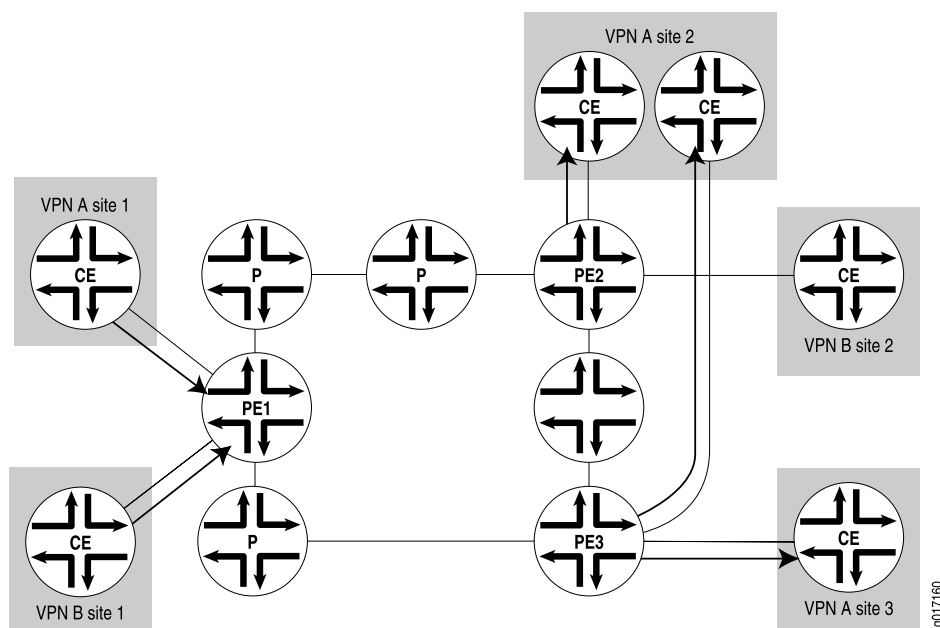 VPN A site 2
CE
CE
VPN A site 1
CE
P
P
PE2
CE
VPN B site 2
PE1
CE
VPN B site 1
P
PE3
CE
VPN A site 3
g017160